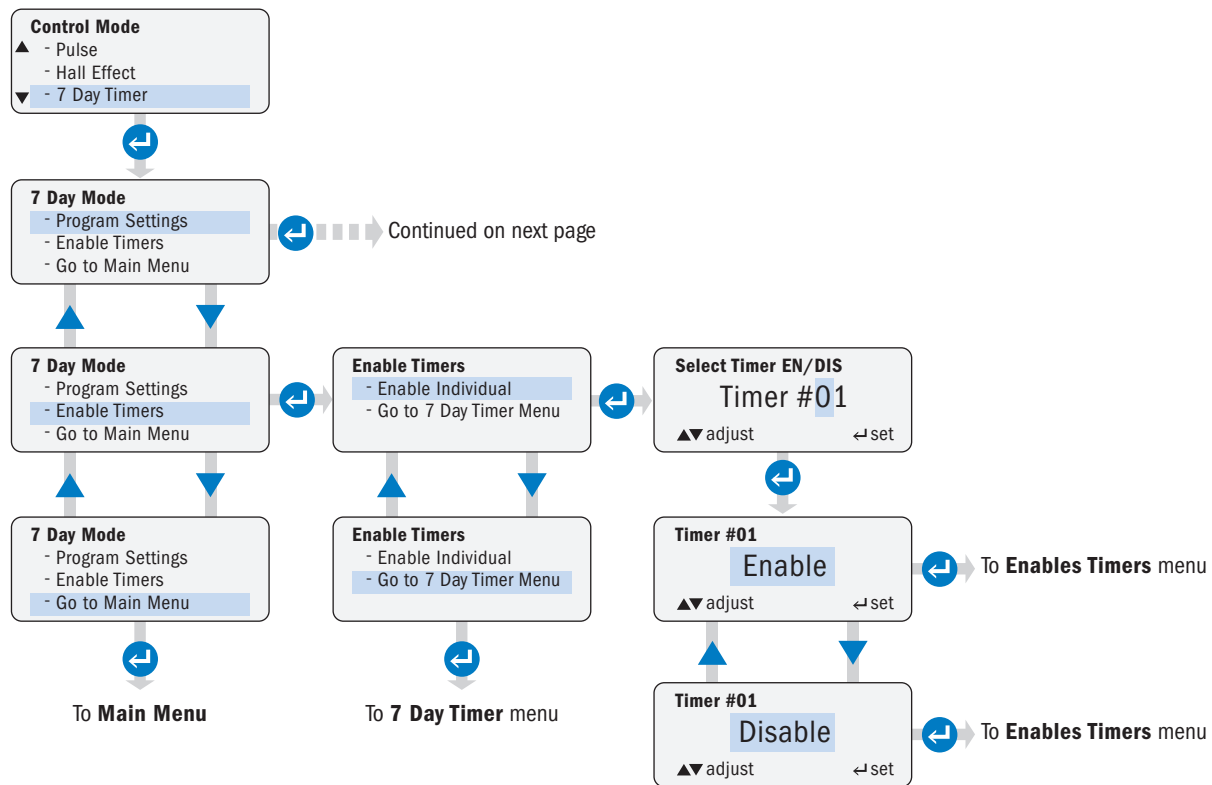 Control Mode
▲ - Pulse
- Hall Effect
▼ - 7 Day Timer
7 Day Mode
- Program Settings
- Enable Timers
- Go to Main Menu
Continued on next page
7 Day Mode
- Program Settings
- Enable Timers
- Go to Main Menu
Enable Timers
- Enable Individual
- Go to 7 Day Timer Menu
Select Timer EN/DIS
Timer #01
▲▼ adjust ↵ set
7 Day Mode
- Program Settings
- Enable Timers
- Go to Main Menu
To Main Menu
Enable Timers
- Enable Individual
- Go to 7 Day Timer Menu
To 7 Day Timer menu
Timer #01
Enable
▲▼ adjust ↵ set
To Enables Timers menu
Timer #01
Disable
▲▼ adjust ↵ set
To Enables Timers menu